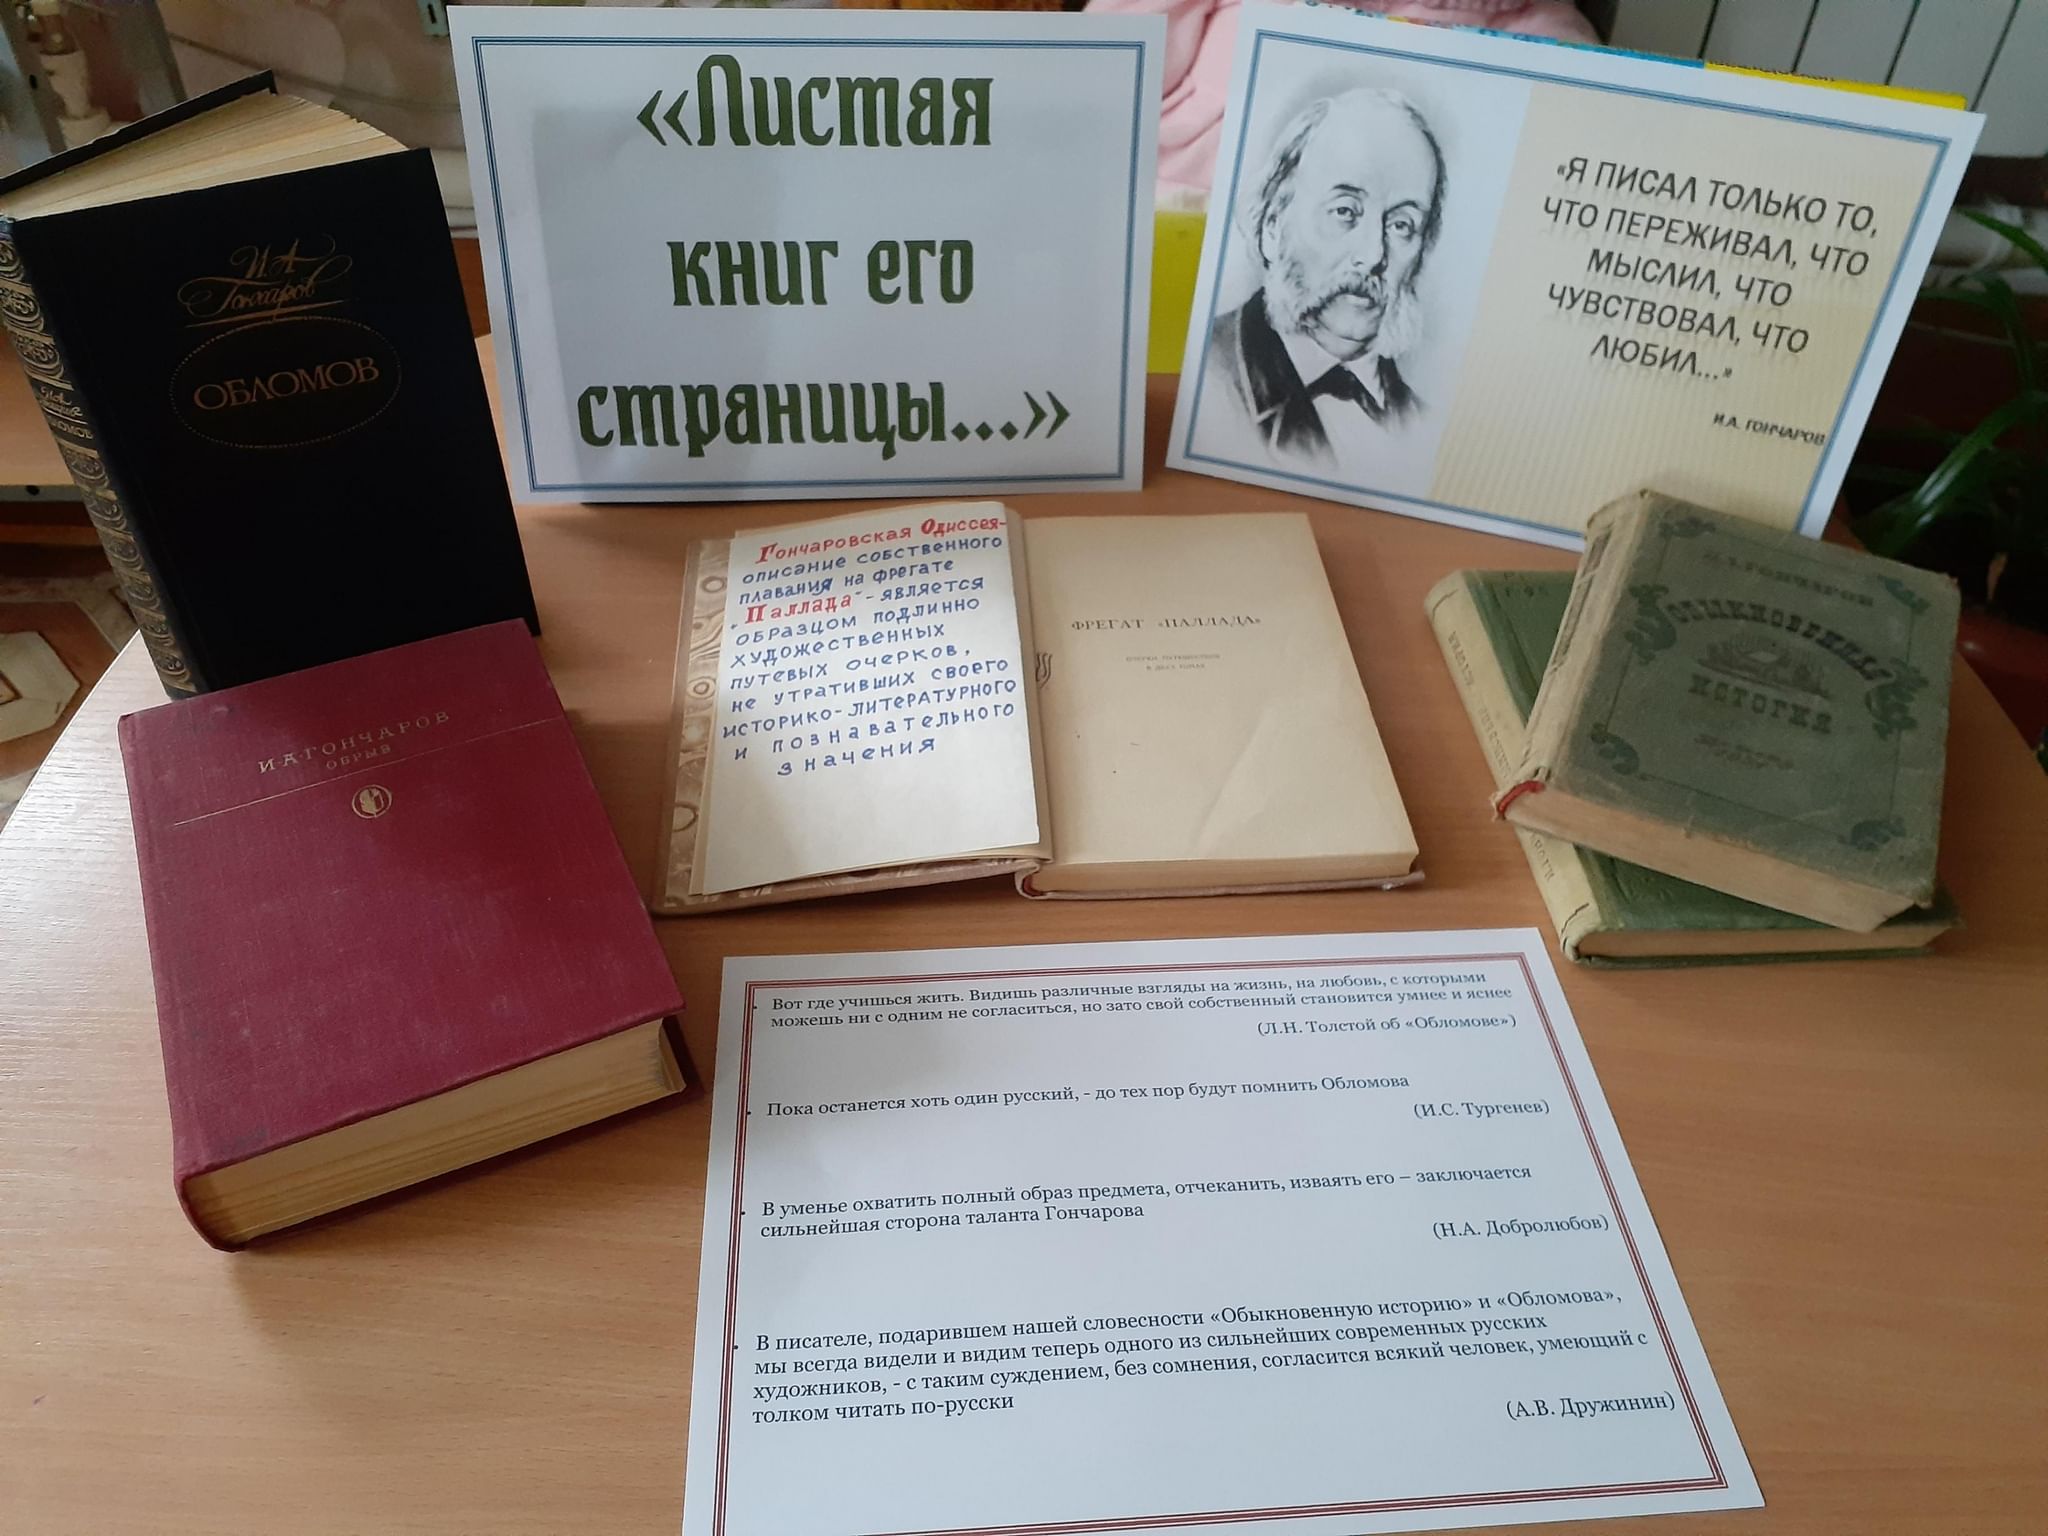 «Листая
книг его
страницы...»
«Я ПИСАЛ ТОЛЬКО ТО,
ЧТО ПЕРЕЖИВАЛ, ЧТО
МЫСЛИЛ, ЧТО
ЧУВСТВОВАЛ, ЧТО
ЛЮБИЛ...»
И.А. ГОНЧАРОВ
И.А
Гончаров
ОБЛОМОВ
И·А·ГОНЧАРОВ
ОБРЫВ
Гончаровская Одиссея-
описание собственного
плавания на фрегате
„Паллада" - является
образцом подлинно
художественных
путевых очерков,
не утративших своего
историко-литературного
и познавательного
значения
ФРЕГАТ «ПАЛЛАДА»
ОЧЕРКИ ПУТЕШЕСТВИЯ
В ДВУХ ТОМАХ
И.А.ГОНЧАРОВ
ОБЫКНОВЕННАЯ
ИСТОРИЯ
· Вот где учишься жить. Видишь различные взгляды на жизнь, на любовь, с которыми
можешь ни с одним не согласиться, но зато свой собственный становится умнее и яснее
(Л.Н. Толстой об «Обломове»)
· Пока останется хоть один русский, - до тех пор будут помнить Обломова
(И.С. Тургенев)
· В уменье охватить полный образ предмета, отчеканить, изваять его – заключается
сильнейшая сторона таланта Гончарова
(Н.А. Добролюбов)
· В писателе, подарившем нашей словесности «Обыкновенную историю» и «Обломова»,
мы всегда видели и видим теперь одного из сильнейших современных русских
художников, - с таким суждением, без сомнения, согласится всякий человек, умеющий с
толком читать по-русски
(А.В. Дружинин)